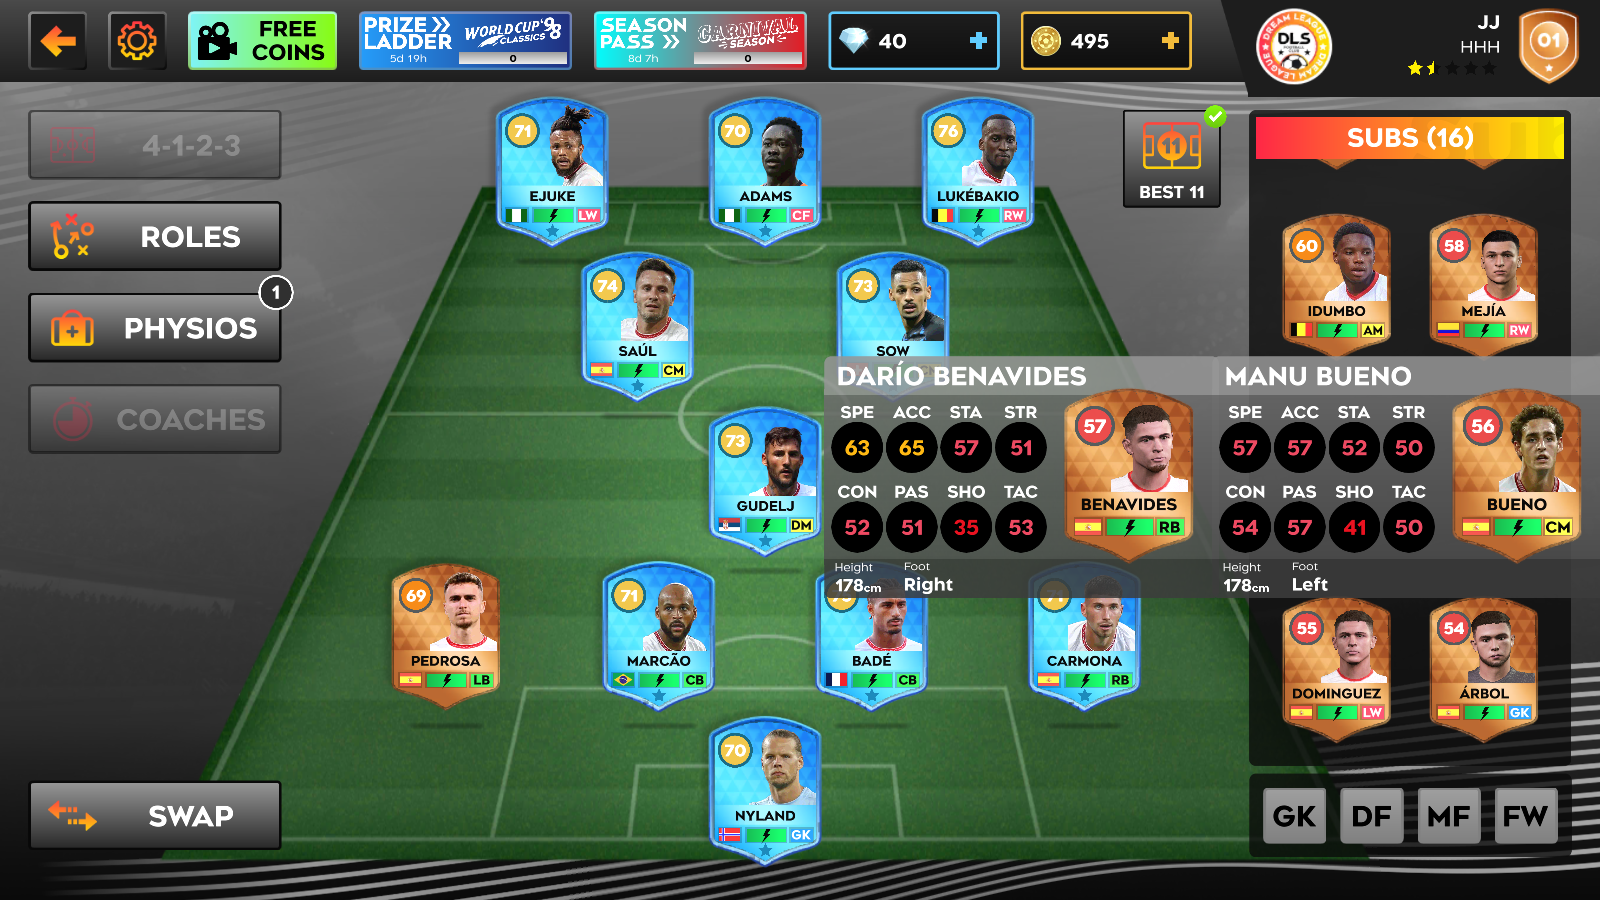 FREE
COINS
PRIZE
LADDER
5d 19h
WORLD CUP'98
CLASSICS
0
SEASON
PASS
8d 7h
CARNIVAL
SEASON
0
40
495
DREAM LEAGUE
DLS
FOOTBALL CLUB
DREAM LEAGUE
JJ
HHH
01
4-1-2-3
ROLES
PHYSIOS
1
COACHES
SWAP
71
EJUKE
LW
70
ADAMS
CF
76
LUKÉBAKIO
RW
11
BEST 11
SUBS (16)
74
SAÚL
CM
73
SOW
60
IDUMBO
AM
58
MEJÍA
RW
73
GUDELJ
DM
DARÍO BENAVIDES
SPE ACC STA STR
63 65 57 51
CON PAS SHO TAC
52 51 35 53
Height
178cm
Foot
Right
57
BENAVIDES
RB
MANU BUENO
SPE ACC STA STR
57 57 52 50
CON PAS SHO TAC
54 57 41 50
Height
178cm
Foot
Left
56
BUENO
CM
69
PEDROSA
LB
71
MARCÃO
CB
BADÉ
CB
71
CARMONA
RB
55
DOMINGUEZ
LW
54
ÁRBOL
GK
70
NYLAND
GK
GK DF MF FW